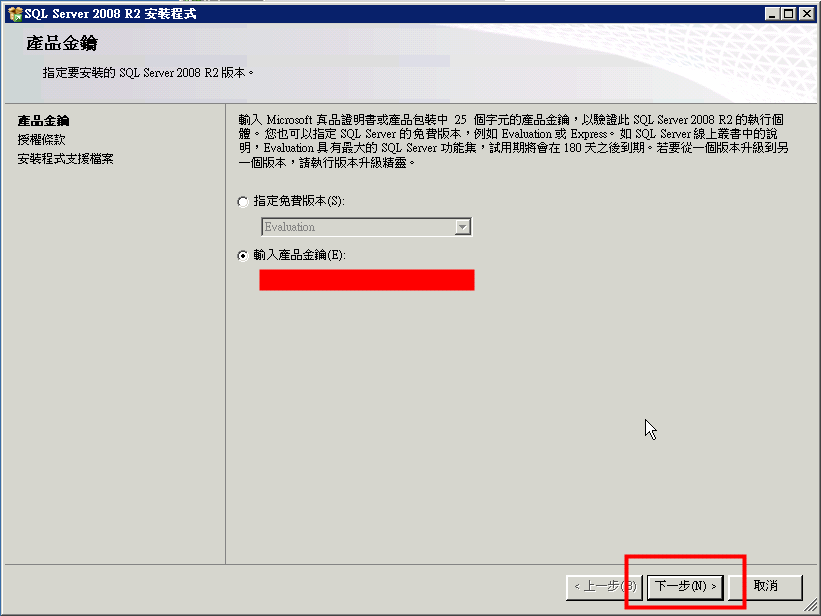 SQL Server 2008 R2 安裝程式
產品金鑰
指定要安裝的 SQL Server 2008 R2 版本。
產品金鑰
授權條款
安裝程式支援檔案
輸入 Microsoft 真品證明書或產品包裝中 25 個字元的產品金鑰，以驗證此 SQL Server 2008 R2 的執行個
體。您也可以指定 SQL Server 的免費版本，例如 Evaluation 或 Express。如 SQL Server 線上叢書中的說
明，Evaluation 具有最大的 SQL Server 功能集，試用期將會在 180 天之後到期。若要從一個版本升級到另
一個版本，請執行版本升級精靈。
指定免費版本(S):
Evaluation
輸入產品金鑰(E):
< 上一步(B)
下一步(N) >
取消